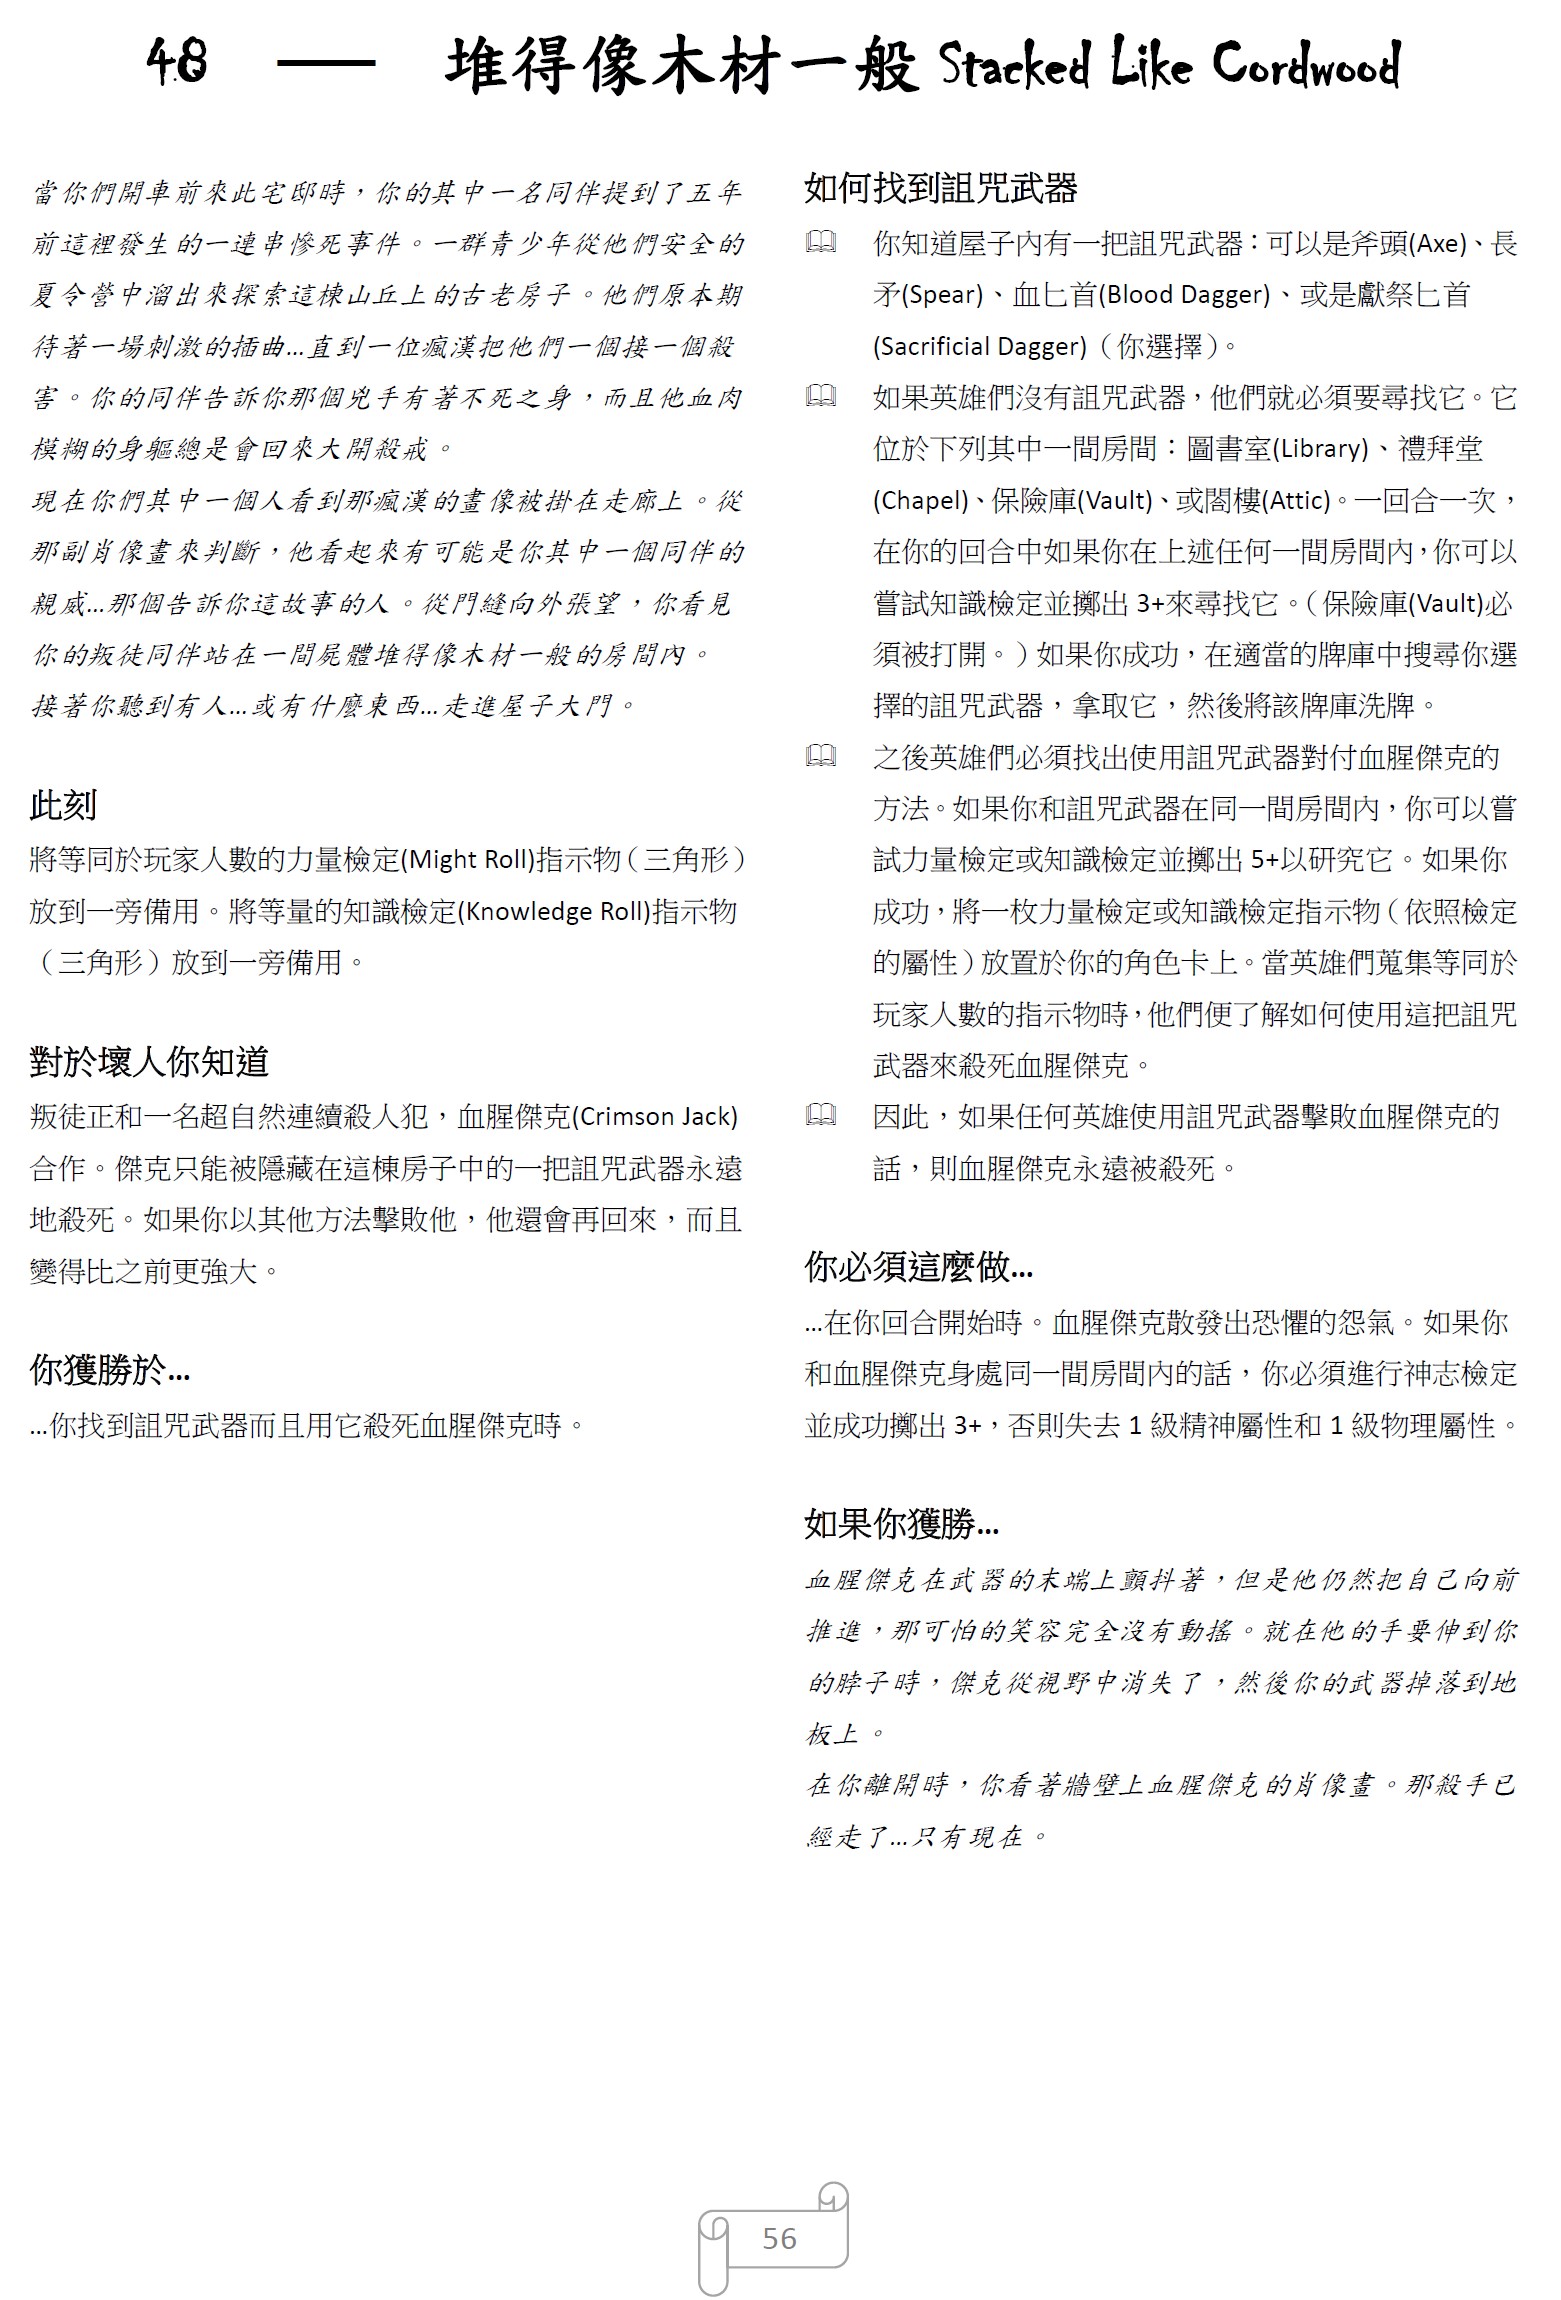 48 — 堆得像木材一般 Stacked Like Cordwood
當你們開車前來此宅邸時，你的其中一名同伴提到了五年
前這裡發生的一連串慘死事件。一群青少年從他們安全的
夏令營中溜出來探索這棟山丘上的古老房子。他們原本期
待著一場刺激的插曲…直到一位瘋漢把他們一個接一個殺
害。你的同伴告訴你那個兇手有著不死之身，而且他血肉
模糊的身軀總是會回來大開殺戒。
現在你們其中一個人看到那瘋漢的畫像被掛在走廊上。從
那副肖像畫來判斷，他看起來有可能是你其中一個同伴的
親戚…那個告訴你這故事的人。從門縫向外張望，你看見
你的叛徒同伴站在一間屍體堆得像木材一般的房間內。
接著你聽到有人…或有什麼東西…走進屋子大門。
此刻
將等同於玩家人數的力量檢定(Might Roll)指示物（三角形）
放到一旁備用。將等量的知識檢定(Knowledge Roll)指示物
（三角形）放到一旁備用。
對於壞人你知道
叛徒正和一名超自然連續殺人犯，血腥傑克(Crimson Jack)
合作。傑克只能被隱藏在這棟房子中的一把詛咒武器永遠
地殺死。如果你以其他方法擊敗他，他還會再回來，而且
變得比之前更強大。
你獲勝於…
…你找到詛咒武器而且用它殺死血腥傑克時。
如何找到詛咒武器
🕮 你知道屋子內有一把詛咒武器：可以是斧頭(Axe)、長
矛(Spear)、血匕首(Blood Dagger)、或是獻祭匕首
(Sacrificial Dagger)（你選擇）。
🕮 如果英雄們沒有詛咒武器，他們就必須要尋找它。它
位於下列其中一間房間：圖書室(Library)、禮拜堂
(Chapel)、保險庫(Vault)、或閣樓(Attic)。一回合一次，
在你的回合中如果你在上述任何一間房間內，你可以
嘗試知識檢定並擲出 3+來尋找它。（保險庫(Vault)必
須被打開。）如果你成功，在適當的牌庫中搜尋你選
擇的詛咒武器，拿取它，然後將該牌庫洗牌。
🕮 之後英雄們必須找出使用詛咒武器對付血腥傑克的
方法。如果你和詛咒武器在同一間房間內，你可以嘗
試力量檢定或知識檢定並擲出 5+以研究它。如果你
成功，將一枚力量檢定或知識檢定指示物（依照檢定
的屬性）放置於你的角色卡上。當英雄們蒐集等同於
玩家人數的指示物時，他們便了解如何使用這把詛咒
武器來殺死血腥傑克。
🕮 因此，如果任何英雄使用詛咒武器擊敗血腥傑克的
話，則血腥傑克永遠被殺死。
你必須這麼做…
…在你回合開始時。血腥傑克散發出恐懼的怨氣。如果你
和血腥傑克身處同一間房間內的話，你必須進行神志檢定
並成功擲出 3+，否則失去 1 級精神屬性和 1 級物理屬性。
如果你獲勝…
血腥傑克在武器的末端上顫抖著，但是他仍然把自己向前
推進，那可怕的笑容完全沒有動搖。就在他的手要伸到你
的脖子時，傑克從視野中消失了，然後你的武器掉落到地
板上。
在你離開時，你看著牆壁上血腥傑克的肖像畫。那殺手已
經走了…只有現在。
56